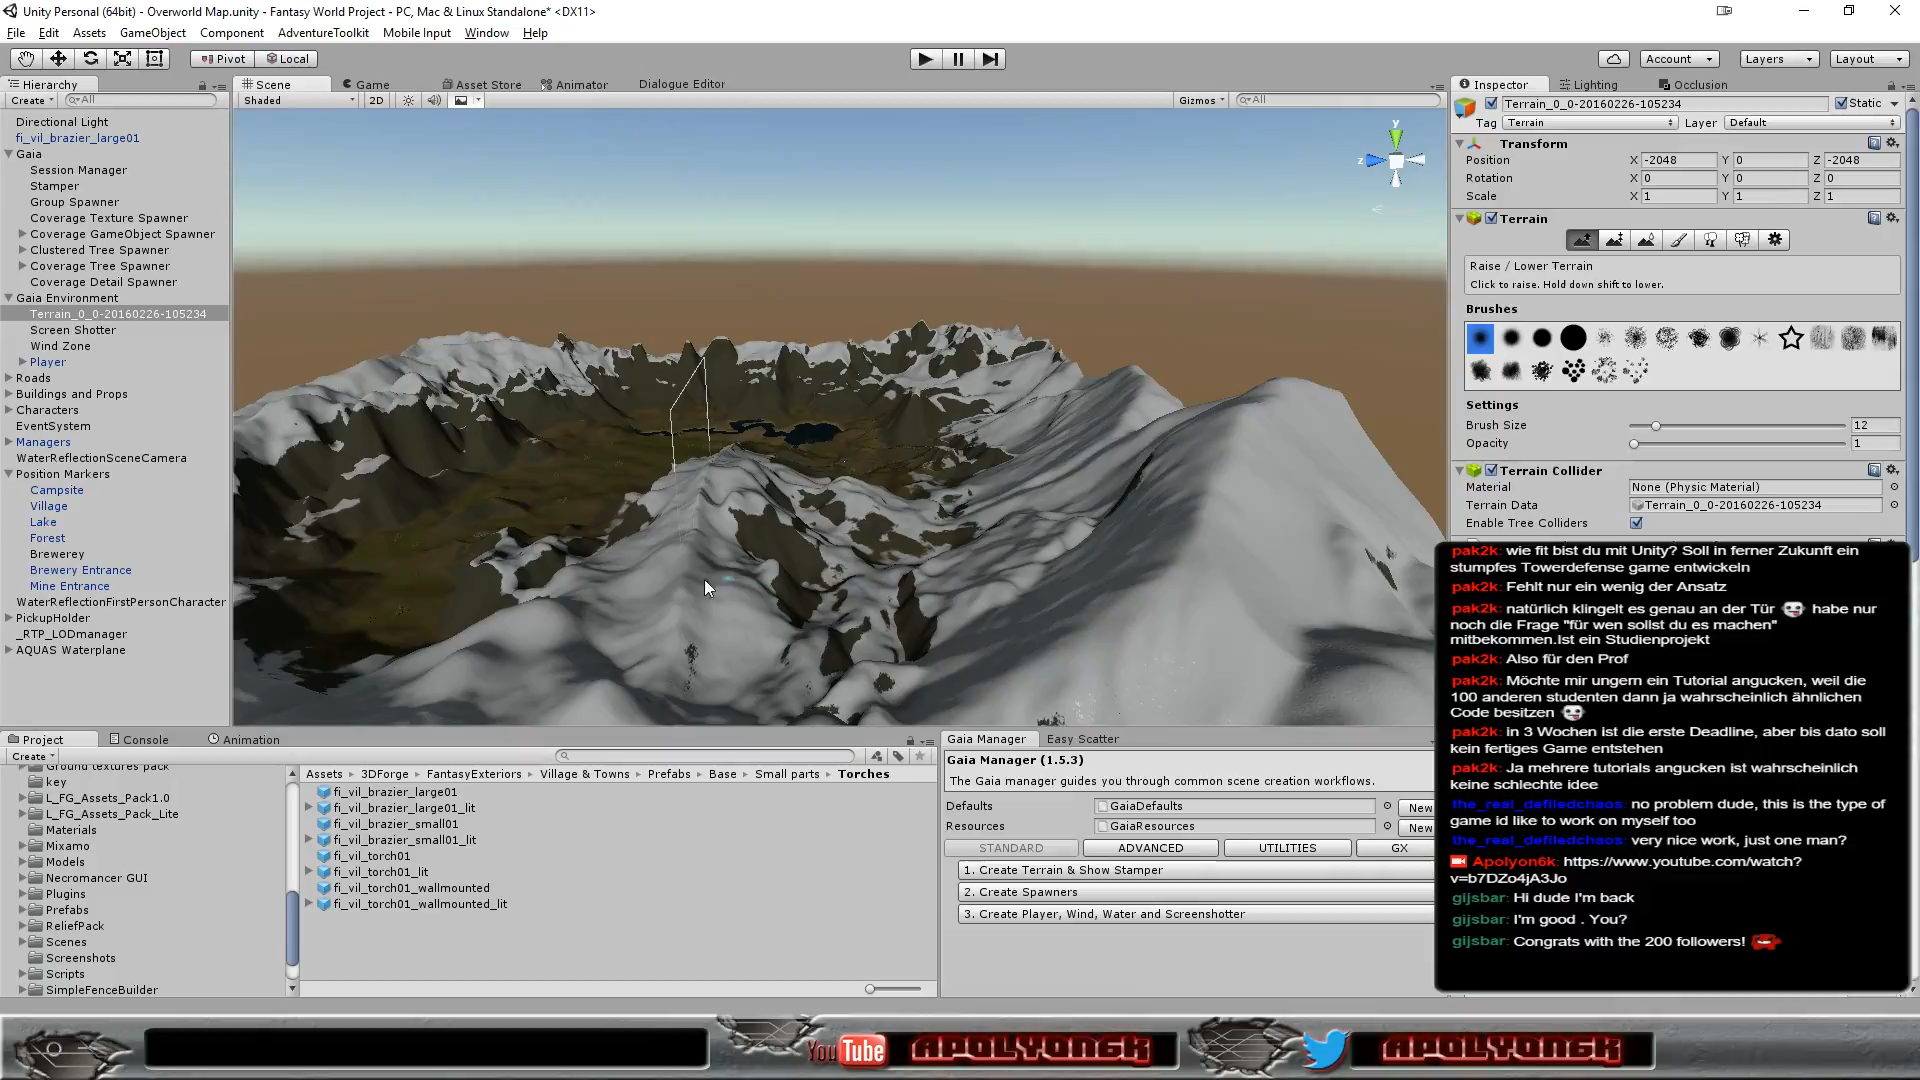 Unity Personal (64bit) - Overworld Map.unity - Fantasy World Project - PC, Mac & Linux Standalone* <DX11>
File Edit Assets GameObject Component AdventureToolkit Mobile Input Window Help
Pivot Local Account Layers Layout
Hierarchy
Create All
Directional Light
fi_vil_brazier_large01
Gaia
Session Manager
Stamper
Group Spawner
Coverage Texture Spawner
Coverage GameObject Spawner
Clustered Tree Spawner
Coverage Tree Spawner
Coverage Detail Spawner
Gaia Environment
Terrain_0_0-20160226-105234
Screen Shotter
Wind Zone
Player
Roads
Buildings and Props
Characters
EventSystem
Managers
WaterReflectionSceneCamera
Position Markers
Campsite
Village
Lake
Forest
Brewerey
Brewery Entrance
Mine Entrance
WaterReflectionFirstPersonCharacter
PickupHolder
_RTP_LODmanager
AQUAS Waterplane
Scene Game Asset Store Animator Dialogue Editor
Shaded 2D Gizmos All
y
z
Inspector Lighting Occlusion
Terrain_0_0-20160226-105234 Static
Tag Terrain Layer Default
Transform
Position X -2048 Y 0 Z -2048
Rotation X 0 Y 0 Z 0
Scale X 1 Y 1 Z 1
Terrain
Raise / Lower Terrain
Click to raise. Hold down shift to lower.
Brushes
Settings
Brush Size 12
Opacity 1
Terrain Collider
Material None (Physic Material)
Terrain Data Terrain_0_0-20160226-105234
Enable Tree Colliders
pak2k: wie fit bist du mit Unity? Soll in ferner Zukunft ein
stumpfes Towerdefense game entwickeln
pak2k: Fehlt nur ein wenig der Ansatz
pak2k: natürlich klingelt es genau an der Tür habe nur
noch die Frage "für wen sollst du es machen"
mitbekommen.Ist ein Studienprojekt
pak2k: Also für den Prof
pak2k: Möchte mir ungern ein Tutorial angucken, weil die
100 anderen studenten dann ja wahrscheinlich ähnlichen
Code besitzen
pak2k: in 3 Wochen ist die erste Deadline, aber bis dato soll
kein fertiges Game entstehen
pak2k: Ja mehrere tutorials angucken ist wahrscheinlich
keine schlechte idee
the_real_defiledchaos: no problem dude, this is the type of
game id like to work on myself too
the_real_defiledchaos: very nice work, just one man?
Apolyon6k: https://www.youtube.com/watch?
v=b7DZo4jA3Jo
gijsbar: Hi dude I'm back
gijsbar: I'm good . You?
gijsbar: Congrats with the 200 followers!
Project Console Animation
Create
Ground textures pack
key
L_FG_Assets_Pack1.0
L_FG_Assets_Pack_Lite
Materials
Mixamo
Models
Necromancer GUI
Plugins
Prefabs
ReliefPack
Scenes
Screenshots
Scripts
SimpleFenceBuilder
Assets 3DForge FantasyExteriors Village & Towns Prefabs Base Small parts Torches
fi_vil_brazier_large01
fi_vil_brazier_large01_lit
fi_vil_brazier_small01
fi_vil_brazier_small01_lit
fi_vil_torch01
fi_vil_torch01_lit
fi_vil_torch01_wallmounted
fi_vil_torch01_wallmounted_lit
Gaia Manager Easy Scatter
Gaia Manager (1.5.3)
The Gaia manager guides you through common scene creation workflows.
Defaults GaiaDefaults New
Resources GaiaResources New
STANDARD ADVANCED UTILITIES GX
1. Create Terrain & Show Stamper
2. Create Spawners
3. Create Player, Wind, Water and Screenshotter
YouTube APOLYON6K APOLYON6K